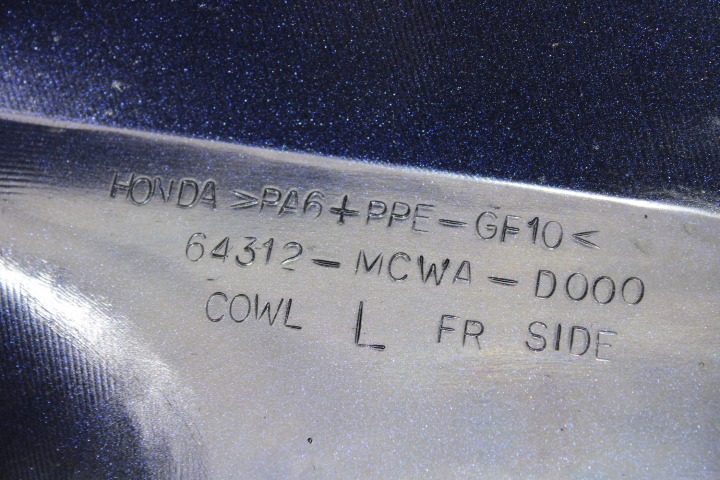 HONDA >PA6+PPE-GF10<
64312-MCWA-D000
COWL L FR SIDE